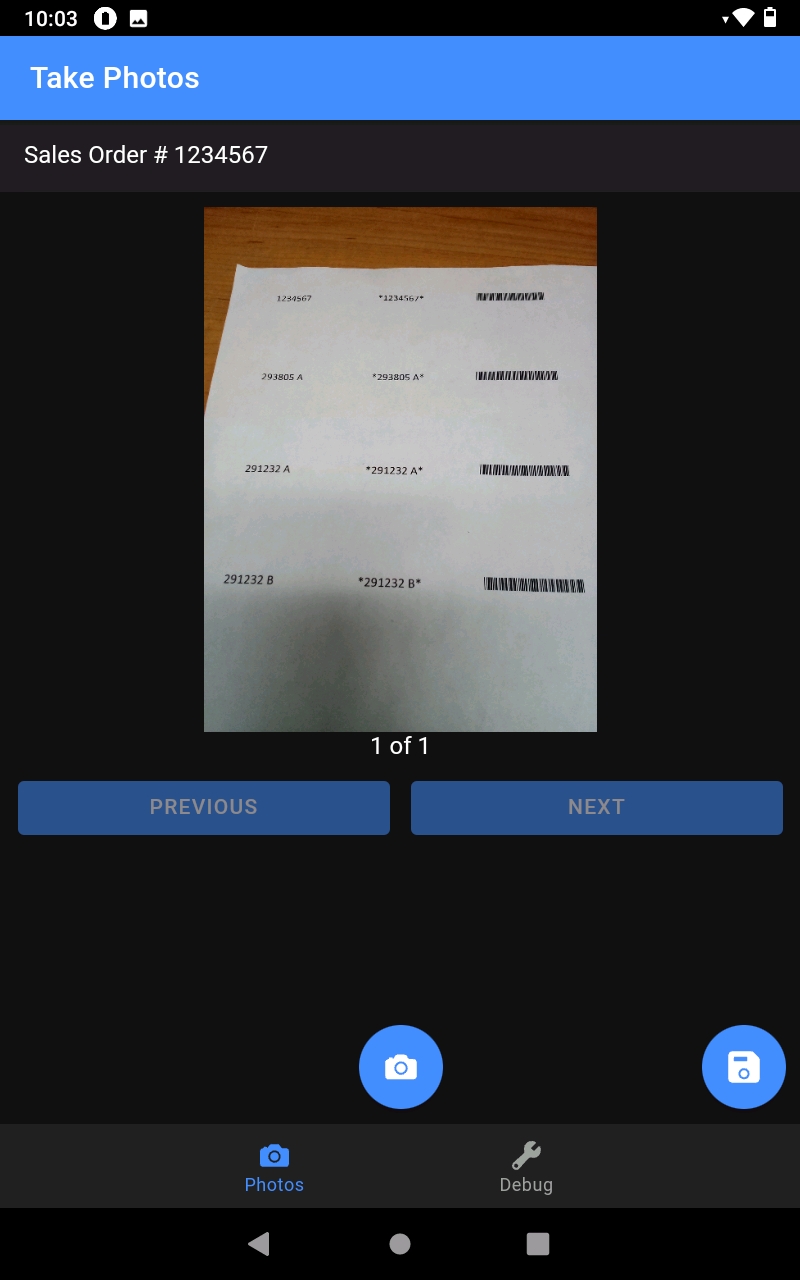 10:03
Take Photos
Sales Order # 1234567
1234567 *1234567*
293805 A *293805 A*
291232 A *291232 A*
291232 B *291232 B*
1 of 1
PREVIOUS NEXT
Photos Debug